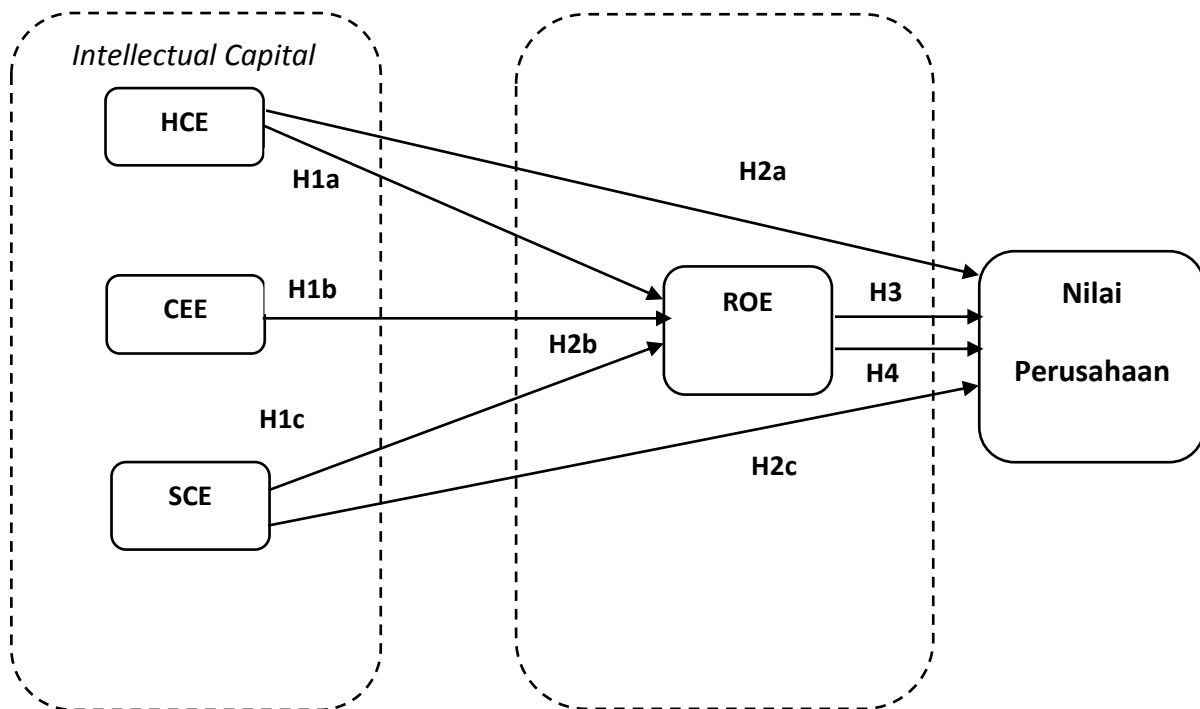 Intellectual Capital
HCE
H1a
H2a
CEE
H1b
H2b
ROE
H3
H4
Nilai
Perusahaan
H1c
SCE
H2c